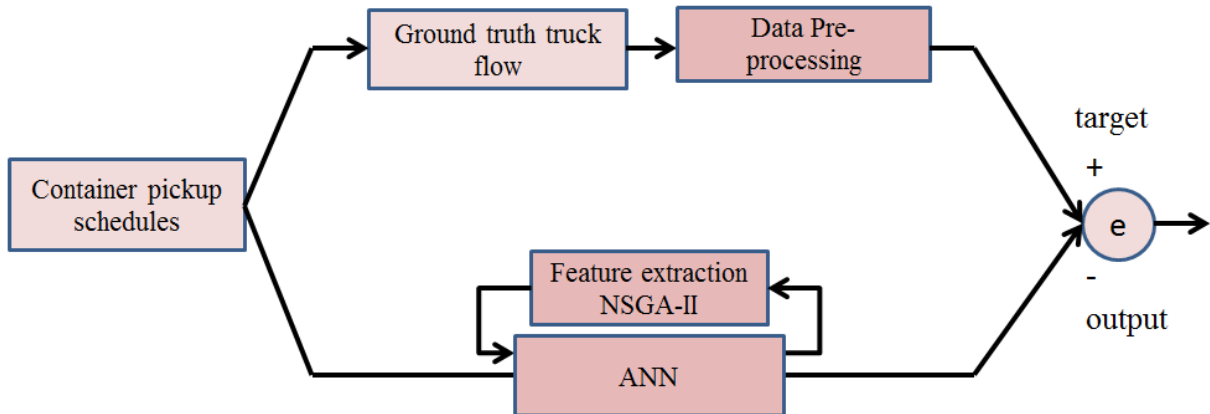 Ground truth truck
flow
Data Pre-
processing
target
+
Container pickup
schedules
e
Feature extraction
NSGA-II
-
output
ANN